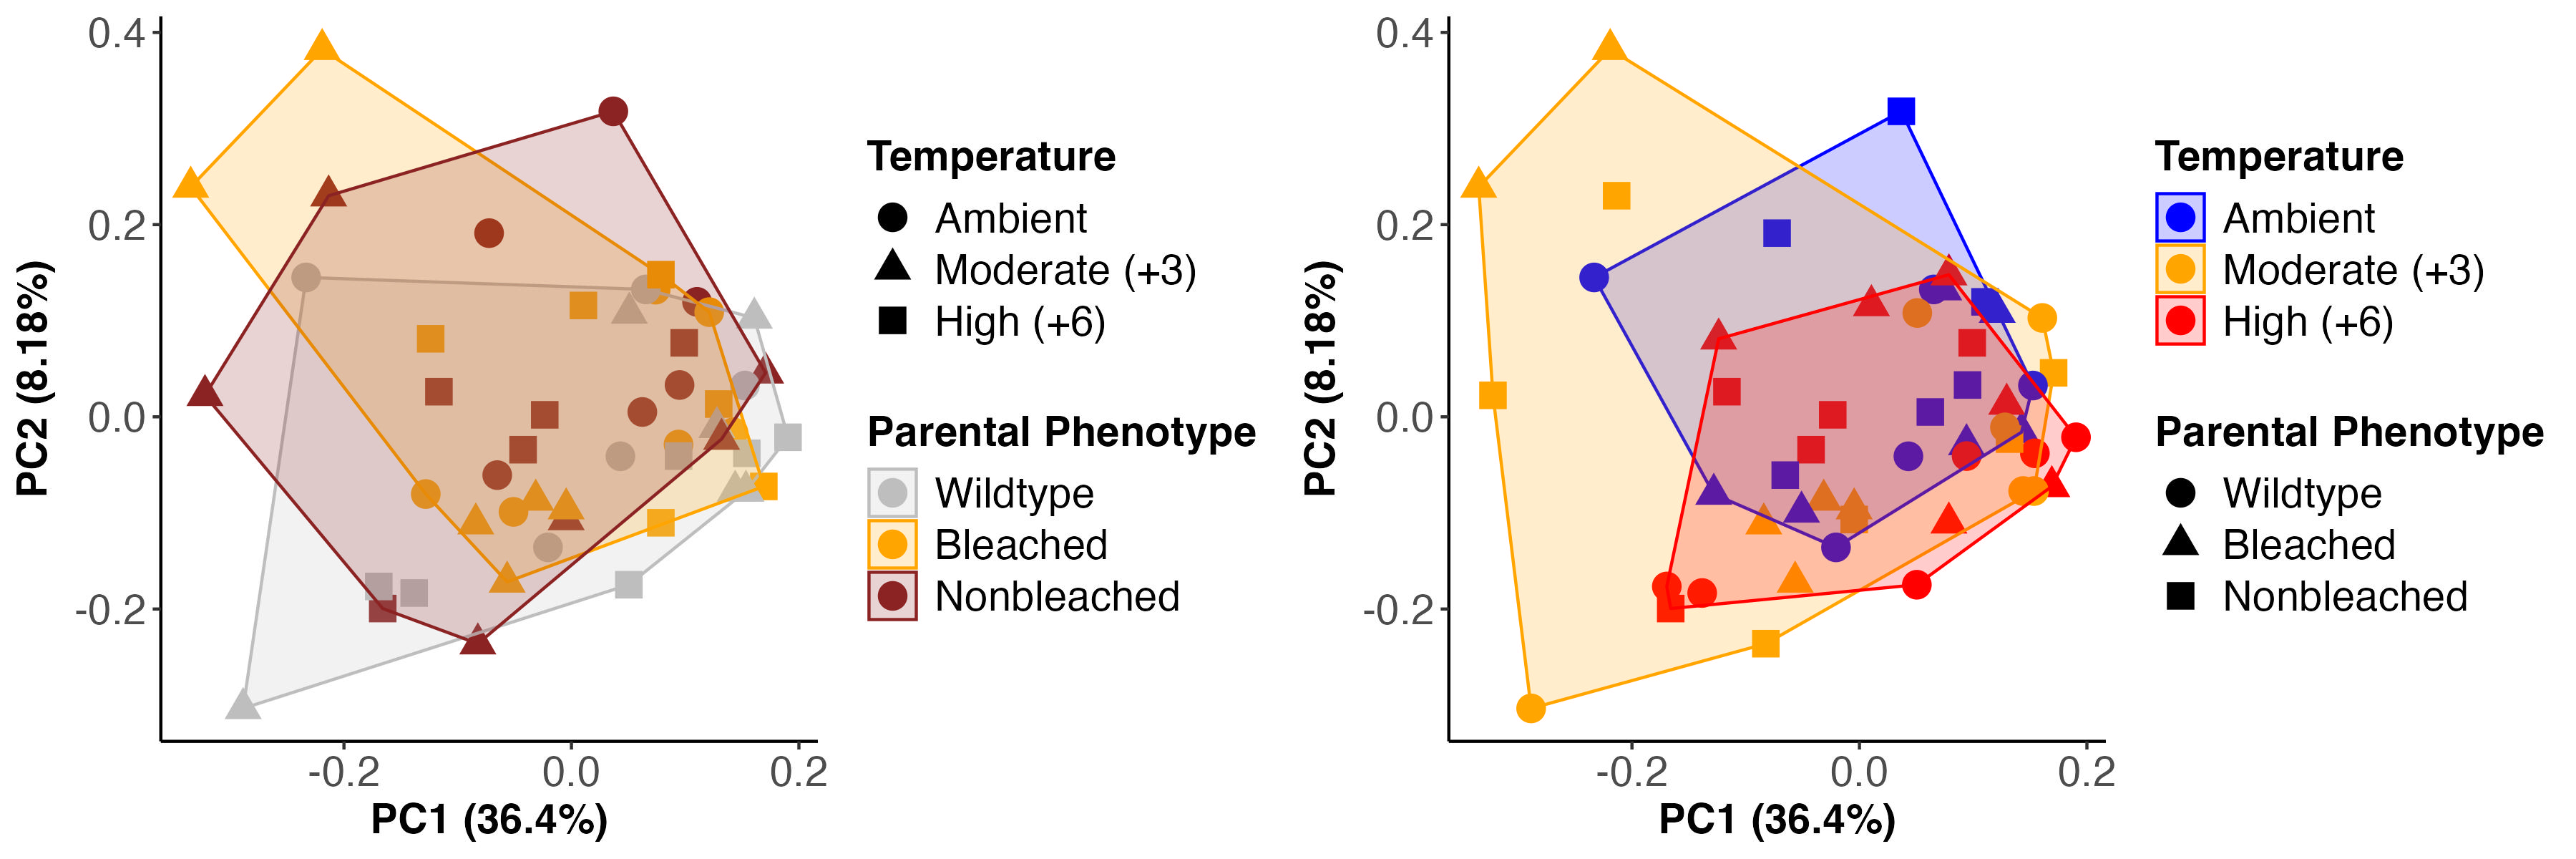 0.4
0.2
0.0
-0.2
PC2 (8.18%)
-0.2 0.0 0.2
PC1 (36.4%)
Temperature
Ambient
Moderate (+3)
High (+6)
Parental Phenotype
Wildtype
Bleached
Nonbleached
0.4
0.2
0.0
-0.2
PC2 (8.18%)
-0.2 0.0 0.2
PC1 (36.4%)
Temperature
Ambient
Moderate (+3)
High (+6)
Parental Phenotype
Wildtype
Bleached
Nonbleached